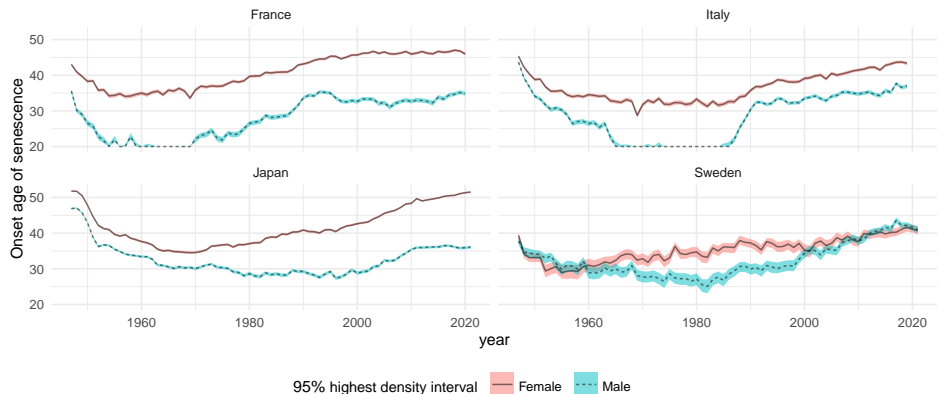 France
Italy
50
40
30
20
Japan
Sweden
50
40
30
20
Onset age of senescence
1960
1980
2000
2020
1960
1980
2000
2020
year
95% highest density interval
Female
Male